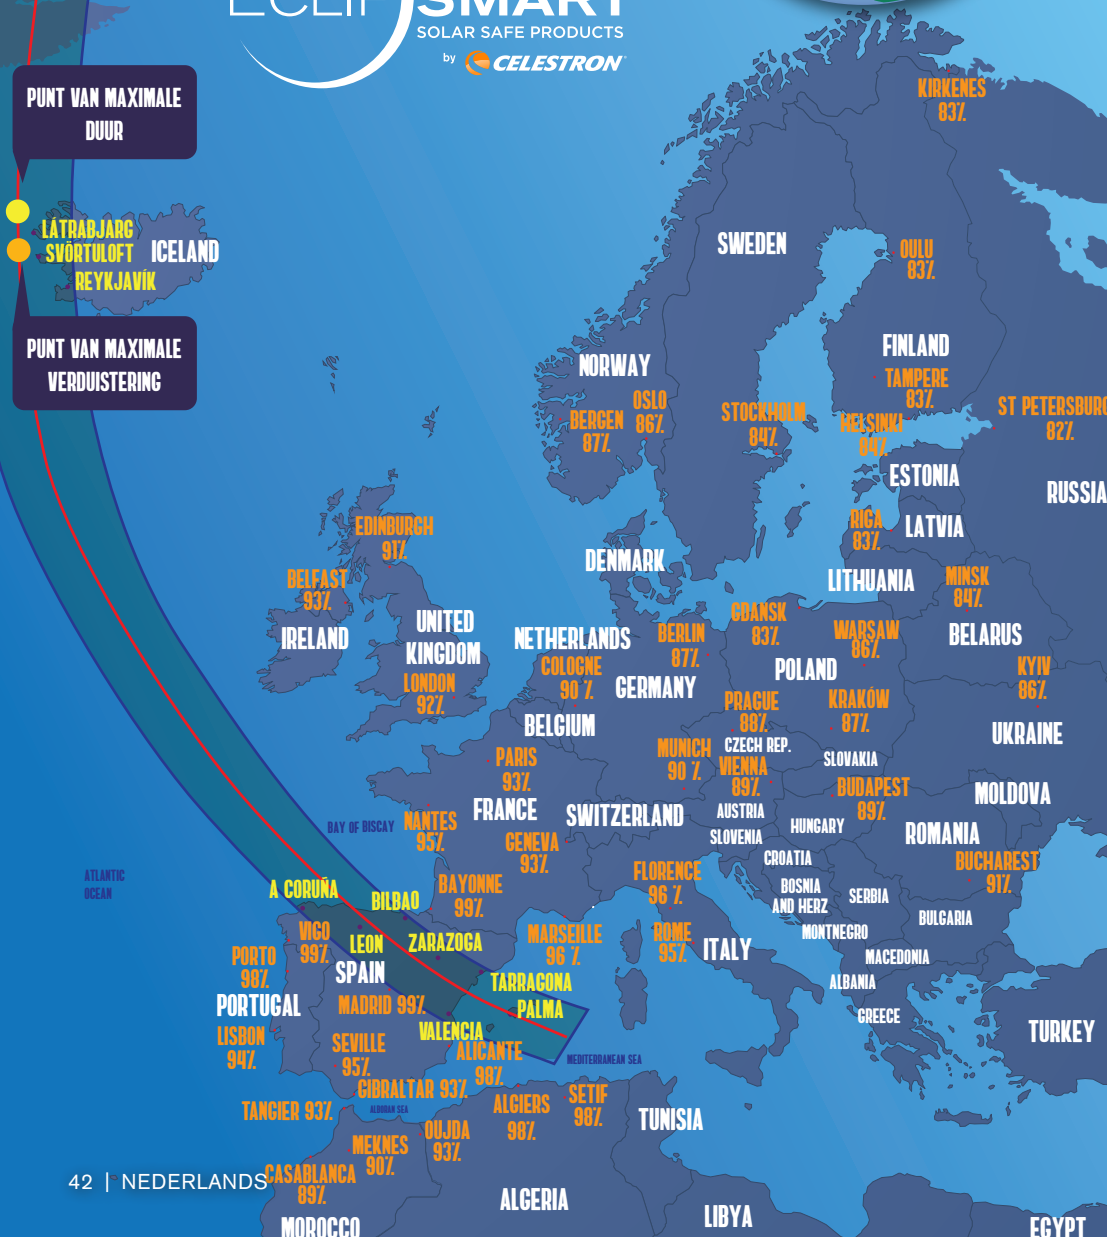 SOLAR SAFE PRODUCTS
by CELESTRON
PUNT VAN MAXIMALE
DUUR
KIRKENES
83%
LÁTRABJARG
SVÖRTULOFT
ICELAND
REYKJAVÍK
SWEDEN
OULU
83%
PUNT VAN MAXIMALE
VERDUISTERING
FINLAND
NORWAY
TAMPERE
83%
OSLO
86%
BERGEN
87%
STOCKHOLM
84%
HELSINKI
84%
ST PETERSBURG
82%
ESTONIA
RUSSIA
EDINBURGH
91%
RIGA
83%
LATVIA
DENMARK
BELFAST
93%
LITHUANIA
MINSK
84%
IRELAND
UNITED
KINGDOM
NETHERLANDS
BERLIN
87%
GDAŃSK
83%
WARSAW
86%
BELARUS
LONDON
92%
COLOGNE
90 %
GERMANY
POLAND
KYIV
86%
PRAGUE
88%
KRAKÓW
87%
BELGIUM
UKRAINE
PARIS
93%
MUNICH
90 %
CZECH REP.
VIENNA
89%
SLOVAKIA
BUDAPEST
89%
MOLDOVA
FRANCE
SWITZERLAND
AUSTRIA
BAY OF BISCAY
NANTES
95%
SLOVENIA
HUNGARY
ROMANIA
GENEVA
93%
CROATIA
BUCHAREST
91%
ATLANTIC
OCEAN
A CORUÑA
BILBAO
BAYONNE
99%
FLORENCE
96 %
BOSNIA
AND HERZ
SERBIA
BULGARIA
VIGO
99%
LEON
ZARAZOGA
MARSEILLE
96 %
ROME
95%
ITALY
MONTNEGRO
PORTO
98%
SPAIN
MACEDONIA
TARRAGONA
ALBANIA
PORTUGAL
MADRID 99%
PALMA
GREECE
LISBON
94%
SEVILLE
95%
VALENCIA
ALICANTE
98%
TURKEY
MEDITERRANEAN SEA
GIBRALTAR 93%
TANGIER 93%
ALBORAN SEA
ALGIERS
98%
SETIF
98%
TUNISIA
OUJDA
93%
MEKNES
90%
CASABLANCA
89%
42 | NEDERLANDS
ALGERIA
LIBYA
MOROCCO
EGYPT